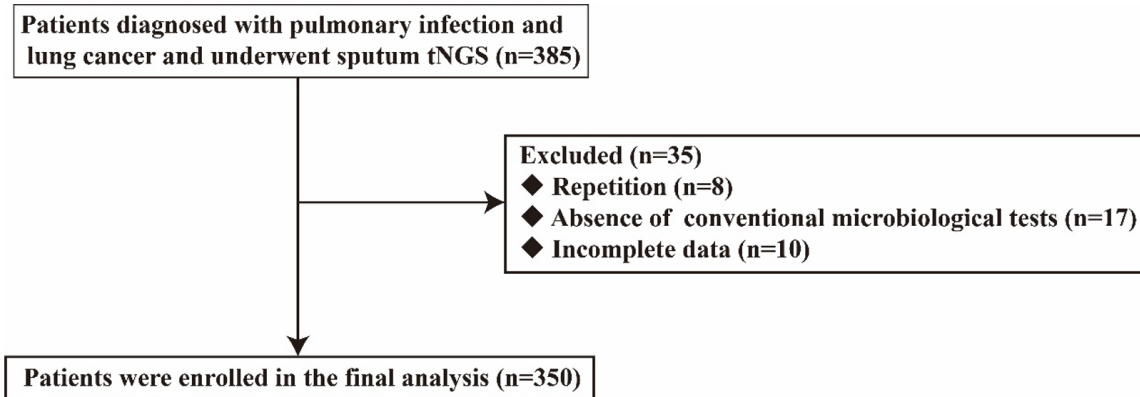 Patients diagnosed with pulmonary infection and
lung cancer and underwent sputum tNGS (n=385)
Excluded (n=35)
◆ Repetition (n=8)
◆ Absence of conventional microbiological tests (n=17)
◆ Incomplete data (n=10)
Patients were enrolled in the final analysis (n=350)